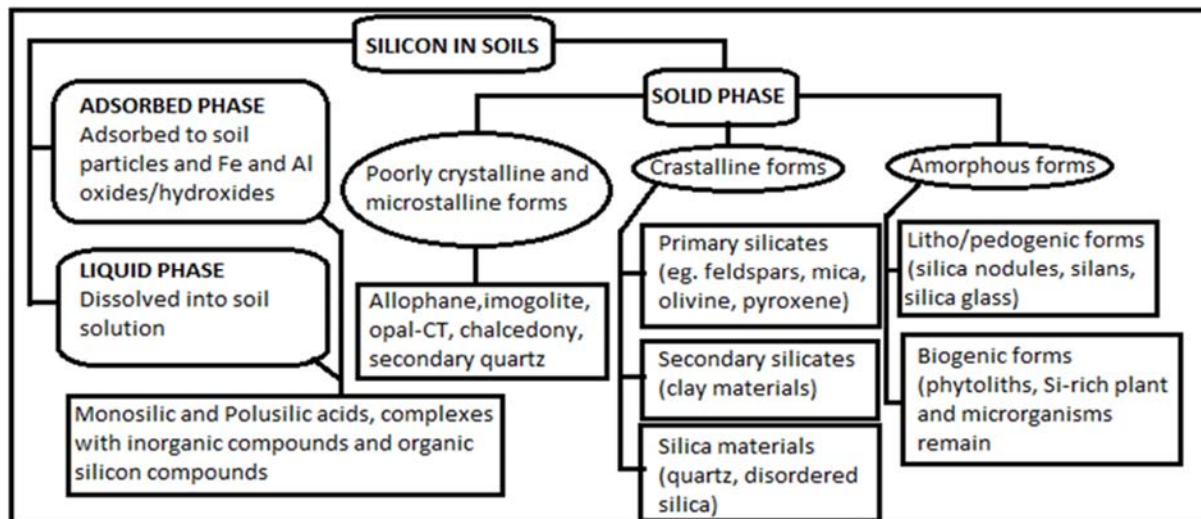 SILICON IN SOILS
ADSORBED PHASE
Adsorbed to soil
particles and Fe and Al
oxides/hydroxides
LIQUID PHASE
Dissolved into soil
solution
Monosilic and Polusilic acids, complexes
with inorganic compounds and organic
silicon compounds
SOLID PHASE
Poorly crystalline and
microstalline forms
Allophane,imogolite,
opal-CT, chalcedony,
secondary quartz
Crastalline forms
Primary silicates
(eg. feldspars, mica,
olivine, pyroxene)
Secondary silicates
(clay materials)
Silica materials
(quartz, disordered
silica)
Amorphous forms
Litho/pedogenic forms
(silica nodules, silans,
silica glass)
Biogenic forms
(phytoliths, Si-rich plant
and microrganisms
remain